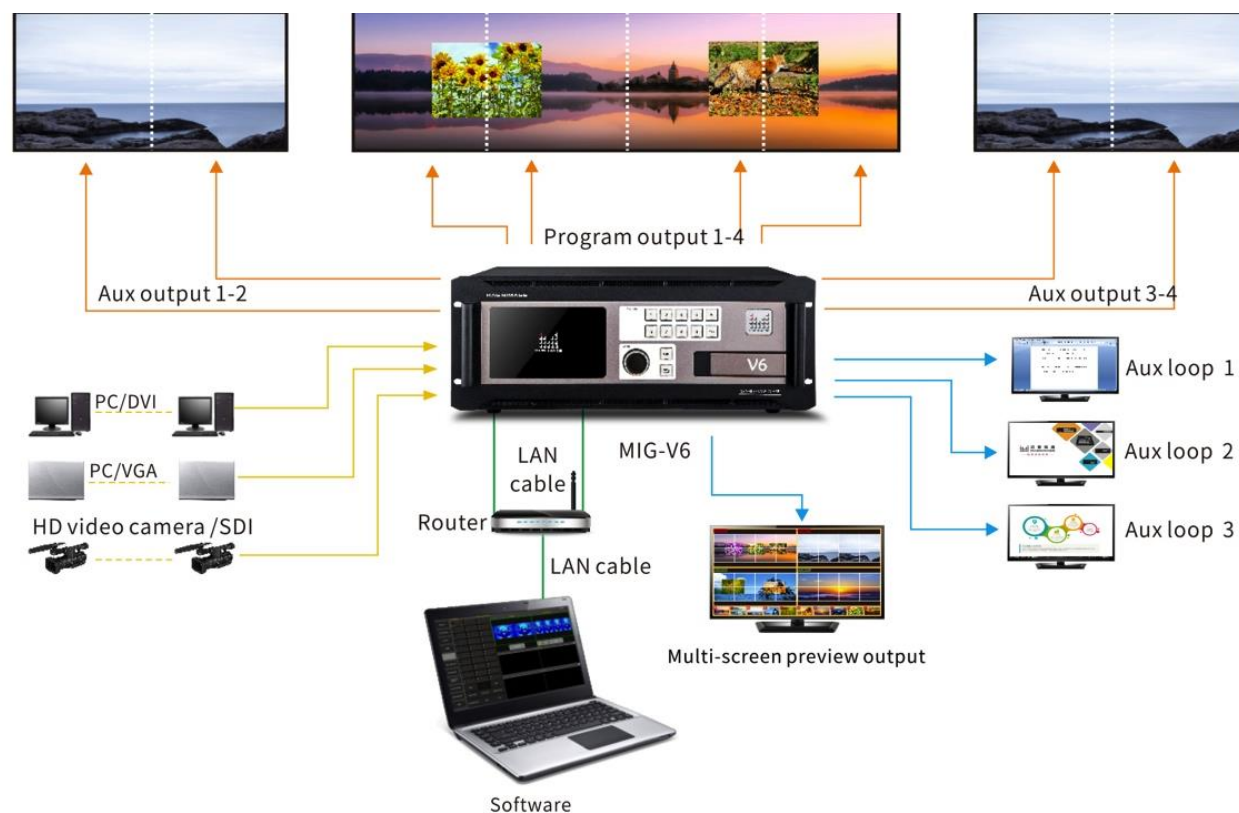 Program output 1-4
Aux output 1-2
Aux output 3-4
V6
Aux loop 1
PC/DVI
LAN
cable
MIG-V6
Aux loop 2
PC/VGA
Router
HD video camera /SDI
Aux loop 3
LAN cable
Multi-screen preview output
Software